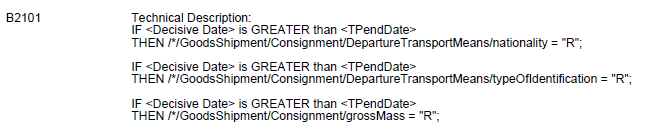 B2101 Technical Description:
IF <Decisive Date> is GREATER than <TPendDate>
THEN /*/GoodsShipment/Consignment/DepartureTransportMeans/nationality = "R";
IF <Decisive Date> is GREATER than <TPendDate>
THEN /*/GoodsShipment/Consignment/DepartureTransportMeans/typeOfIdentification = "R";
IF <Decisive Date> is GREATER than <TPendDate>
THEN /*/GoodsShipment/Consignment/grossMass = "R";